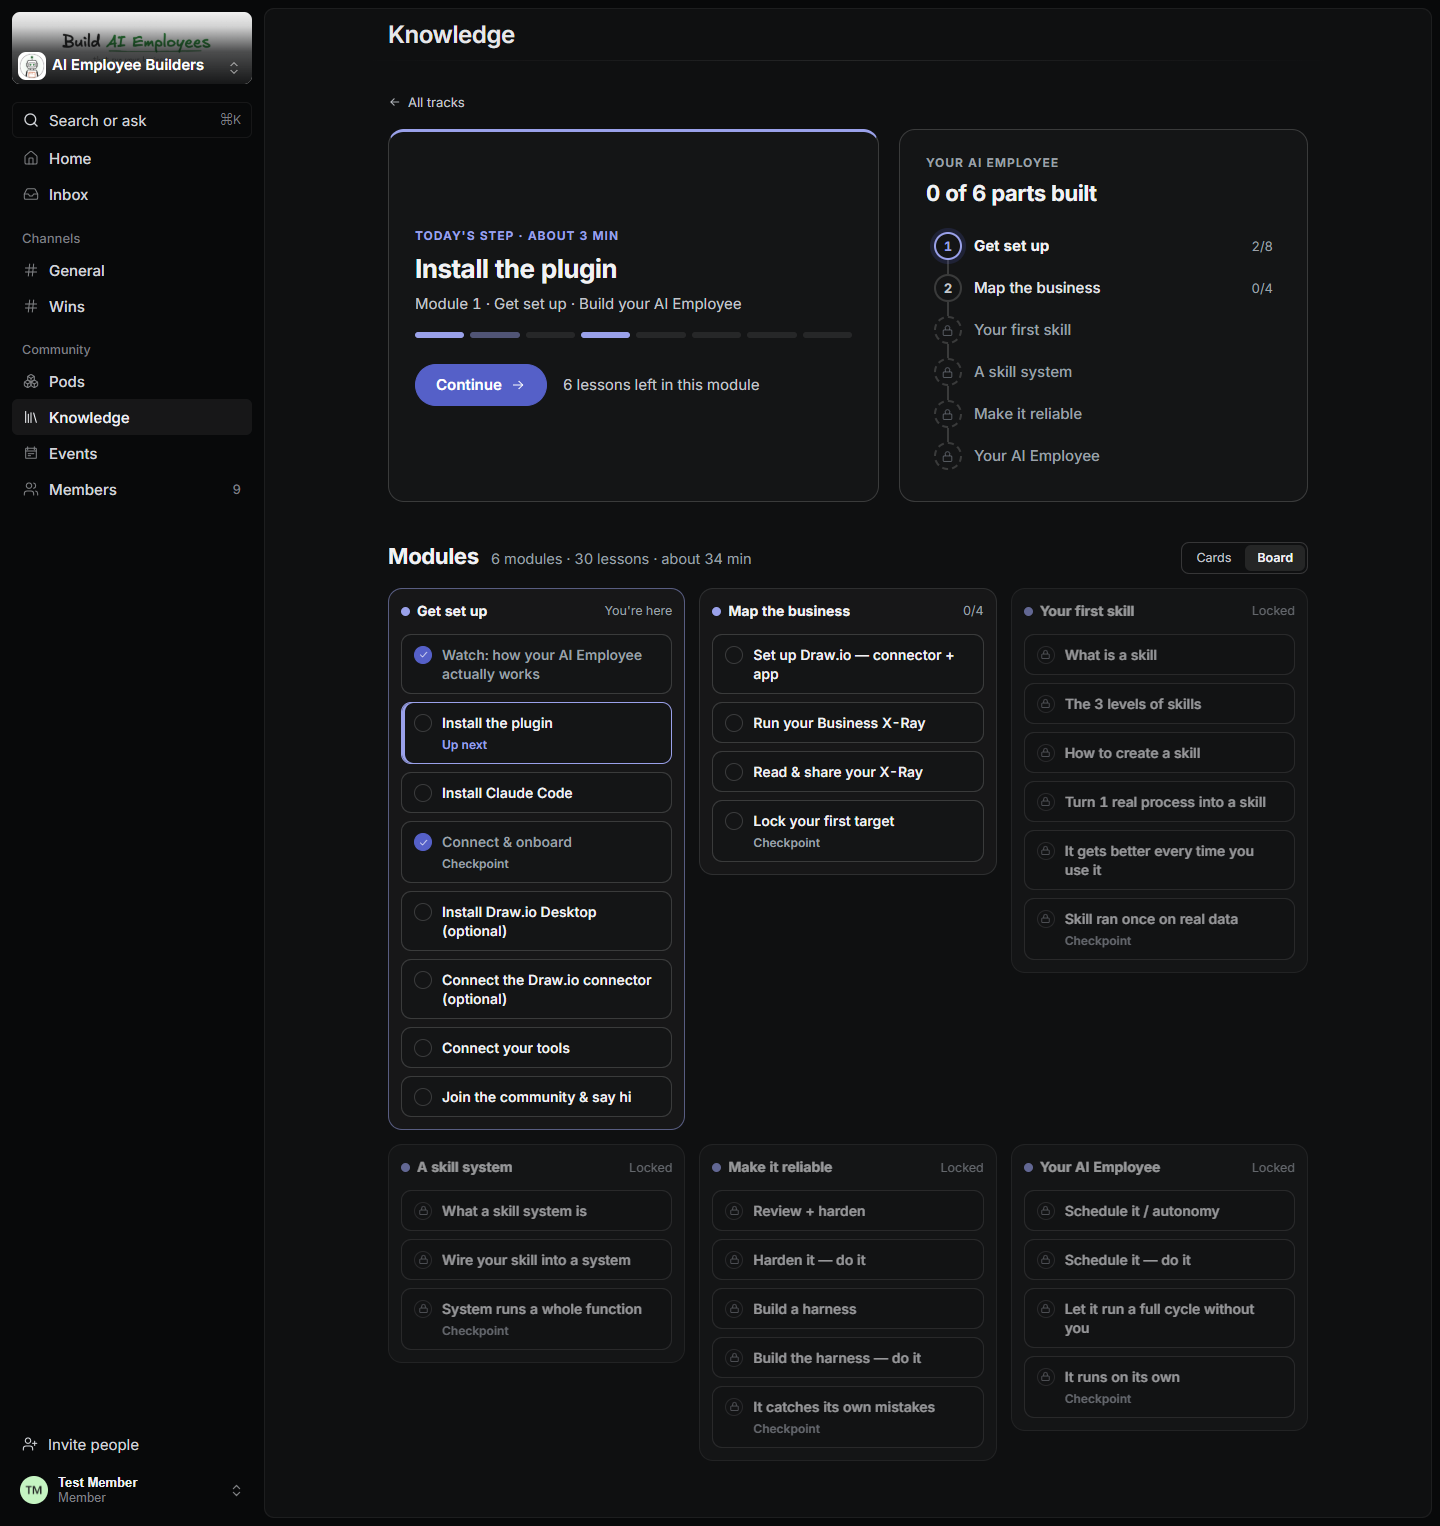 Build AI Employees
AI Employee Builders
Search or ask
⌘K
Home
Inbox
Channels
General
Wins
Community
Pods
Knowledge
Events
Members
9
Invite people
TM
Test Member
Member
Knowledge
← All tracks
TODAY'S STEP · ABOUT 3 MIN
Install the plugin
Module 1 · Get set up · Build your AI Employee
Continue →
6 lessons left in this module
YOUR AI EMPLOYEE
0 of 6 parts built
1 Get set up 2/8
2 Map the business 0/4
Your first skill
A skill system
Make it reliable
Your AI Employee
Modules 6 modules · 30 lessons · about 34 min
Cards Board
Get set up You're here
Watch: how your AI Employee
actually works
Install the plugin
Up next
Install Claude Code
Connect & onboard
Checkpoint
Install Draw.io Desktop
(optional)
Connect the Draw.io connector
(optional)
Connect your tools
Join the community & say hi
Map the business 0/4
Set up Draw.io — connector +
app
Run your Business X-Ray
Read & share your X-Ray
Lock your first target
Checkpoint
Your first skill Locked
What is a skill
The 3 levels of skills
How to create a skill
Turn 1 real process into a skill
It gets better every time you
use it
Skill ran once on real data
Checkpoint
A skill system Locked
What a skill system is
Wire your skill into a system
System runs a whole function
Checkpoint
Make it reliable Locked
Review + harden
Harden it — do it
Build a harness
Build the harness — do it
It catches its own mistakes
Checkpoint
Your AI Employee Locked
Schedule it / autonomy
Schedule it — do it
Let it run a full cycle without
you
It runs on its own
Checkpoint